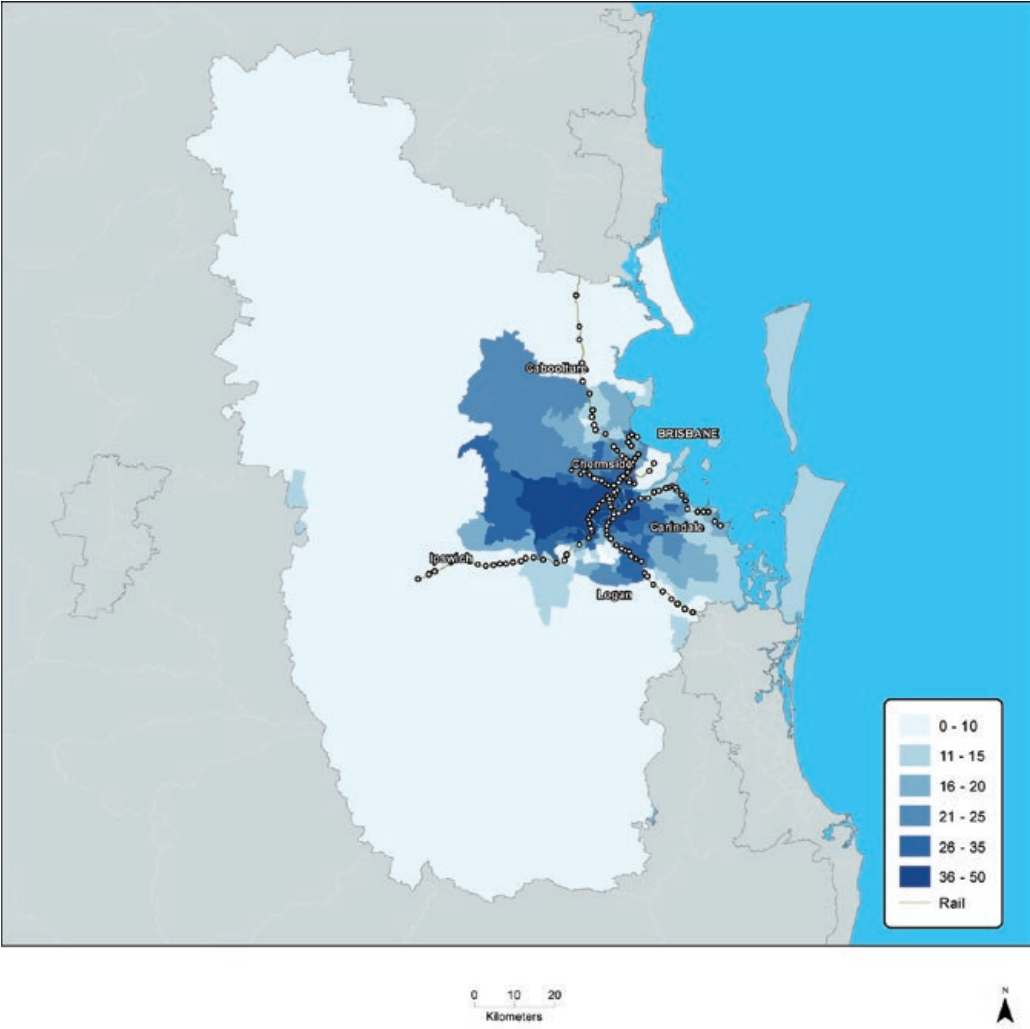 Caboolture
BRISBANE
Chermside
Carindale
Ipswich
Logan
0 - 10
11 - 15
16 - 20
21 - 25
26 - 35
36 - 50
Rail
0 10 20
Kilometers
N